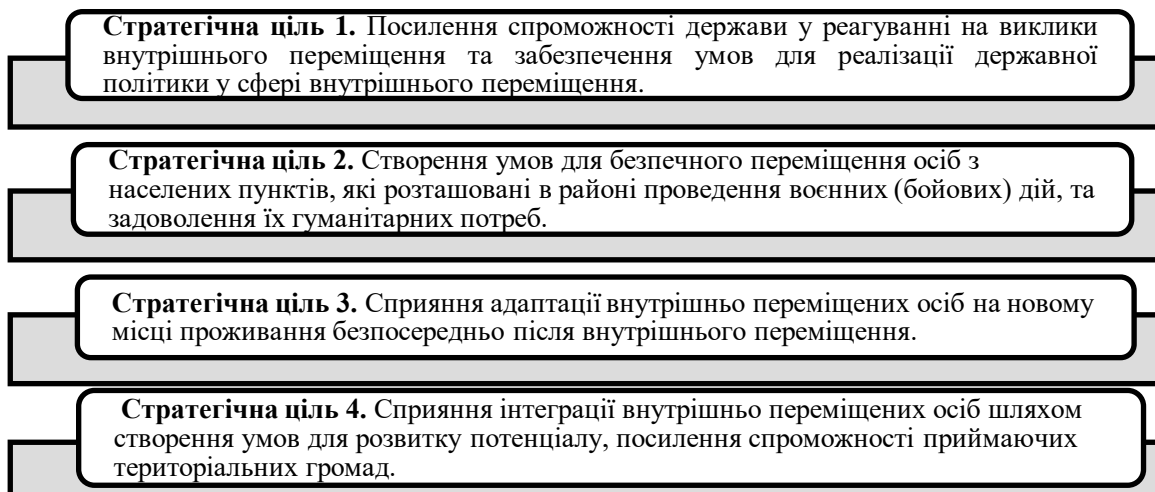 Стратегічна ціль 1. Посилення спроможності держави у реагуванні на виклики
внутрішнього переміщення та забезпечення умов для реалізації державної
політики у сфері внутрішнього переміщення.
Стратегічна ціль 2. Створення умов для безпечного переміщення осіб з
населених пунктів, які розташовані в районі проведення воєнних (бойових) дій, та
задоволення їх гуманітарних потреб.
Стратегічна ціль 3. Сприяння адаптації внутрішньо переміщених осіб на новому
місці проживання безпосередньо після внутрішнього переміщення.
Стратегічна ціль 4. Сприяння інтеграції внутрішньо переміщених осіб шляхом
створення умов для розвитку потенціалу, посилення спроможності приймаючих
територіальних громад.